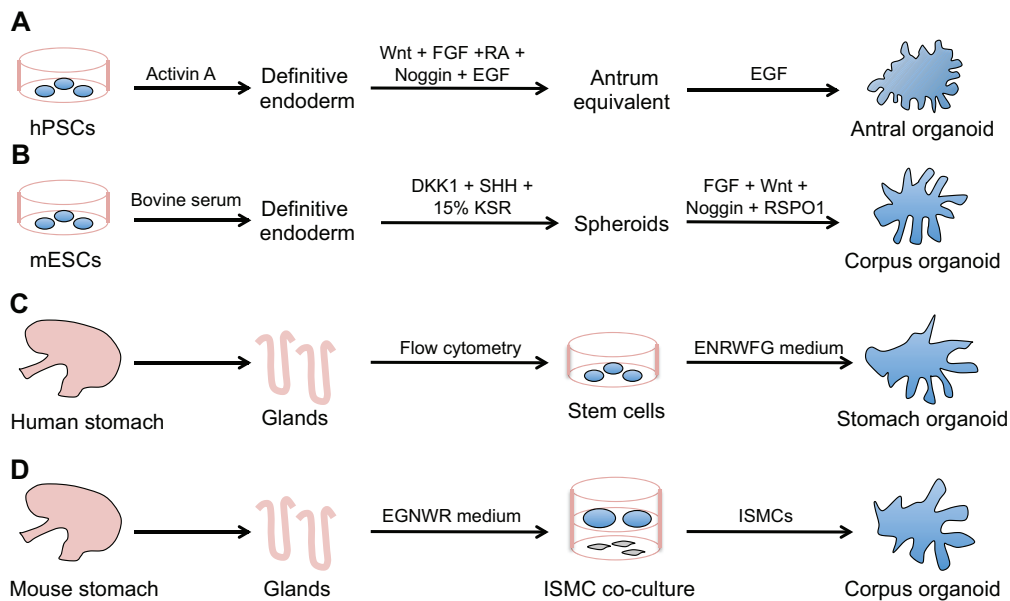 A
Wnt + FGF +RA +
Activin A
Noggin + EGF
EGF
Definitive
endoderm
Antrum
equivalent
hPSCs
Antral organoid
B
DKK1 + SHH +
FGF + Wnt +
Bovine serum
15% KSR
Noggin + RSPO1
Definitive
endoderm
Spheroids
mESCs
Corpus organoid
C
Flow cytometry
ENRWFG medium
Human stomach
Glands
Stem cells
Stomach organoid
D
EGNWR medium
ISMCs
Mouse stomach
Glands
ISMC co-culture
Corpus organoid